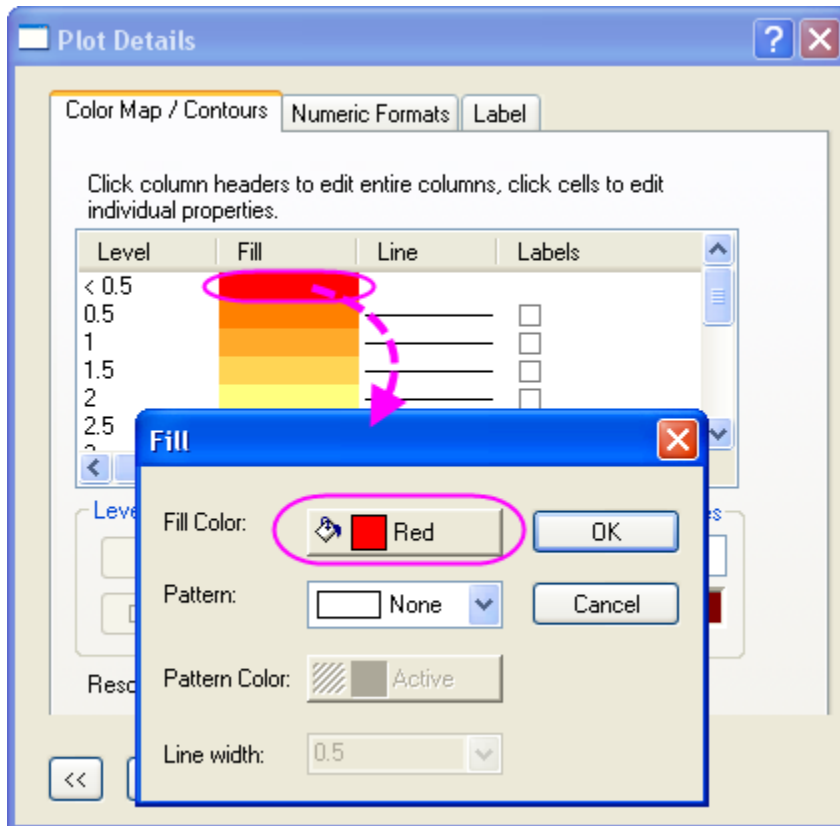 Plot Details
Color Map / Contours Numeric Formats Label
Click column headers to edit entire columns, click cells to edit
individual properties.
Level Fill Line Labels
< 0.5
0.5
1
1.5
2
2.5
Fill
Fill Color: Red OK
Pattern: None Cancel
Pattern Color: Active
Line width: 0.5
<<